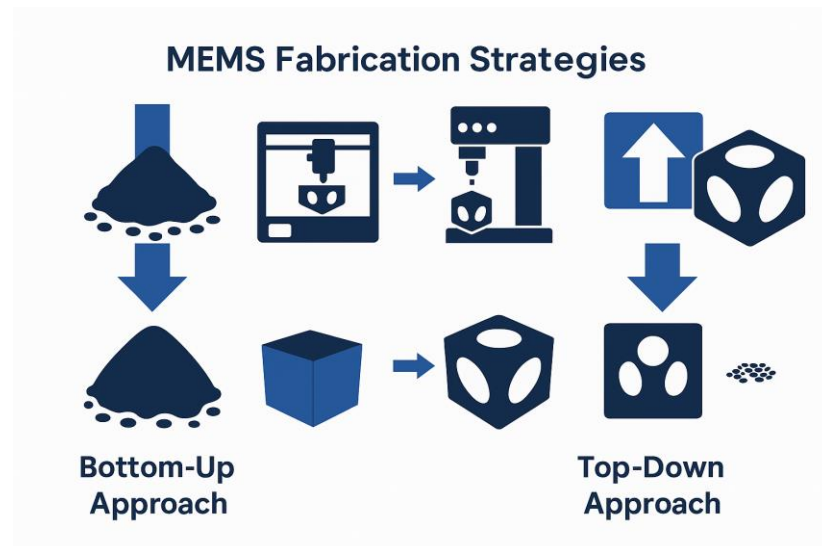 MEMS Fabrication Strategies
Bottom-Up
Approach
Top-Down
Approach